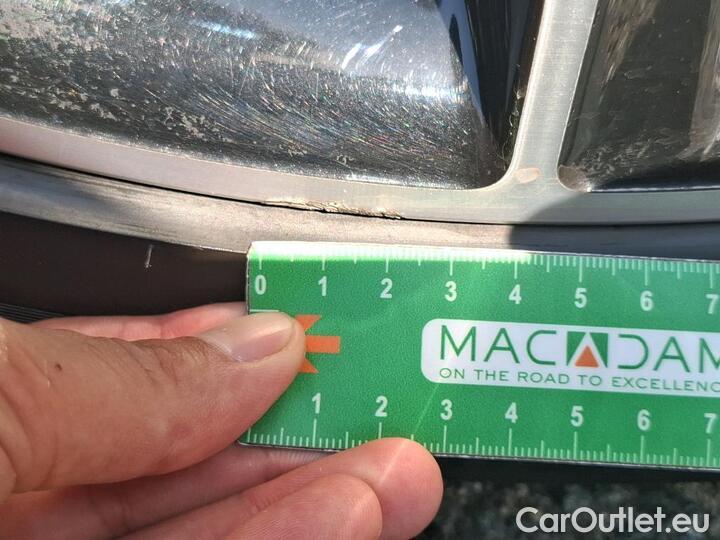 0 1 2 3 4 5 6 7
MACADAM
ON THE ROAD TO EXCELLENC
1 2 3 4 5 6 7
CarOutlet.eu